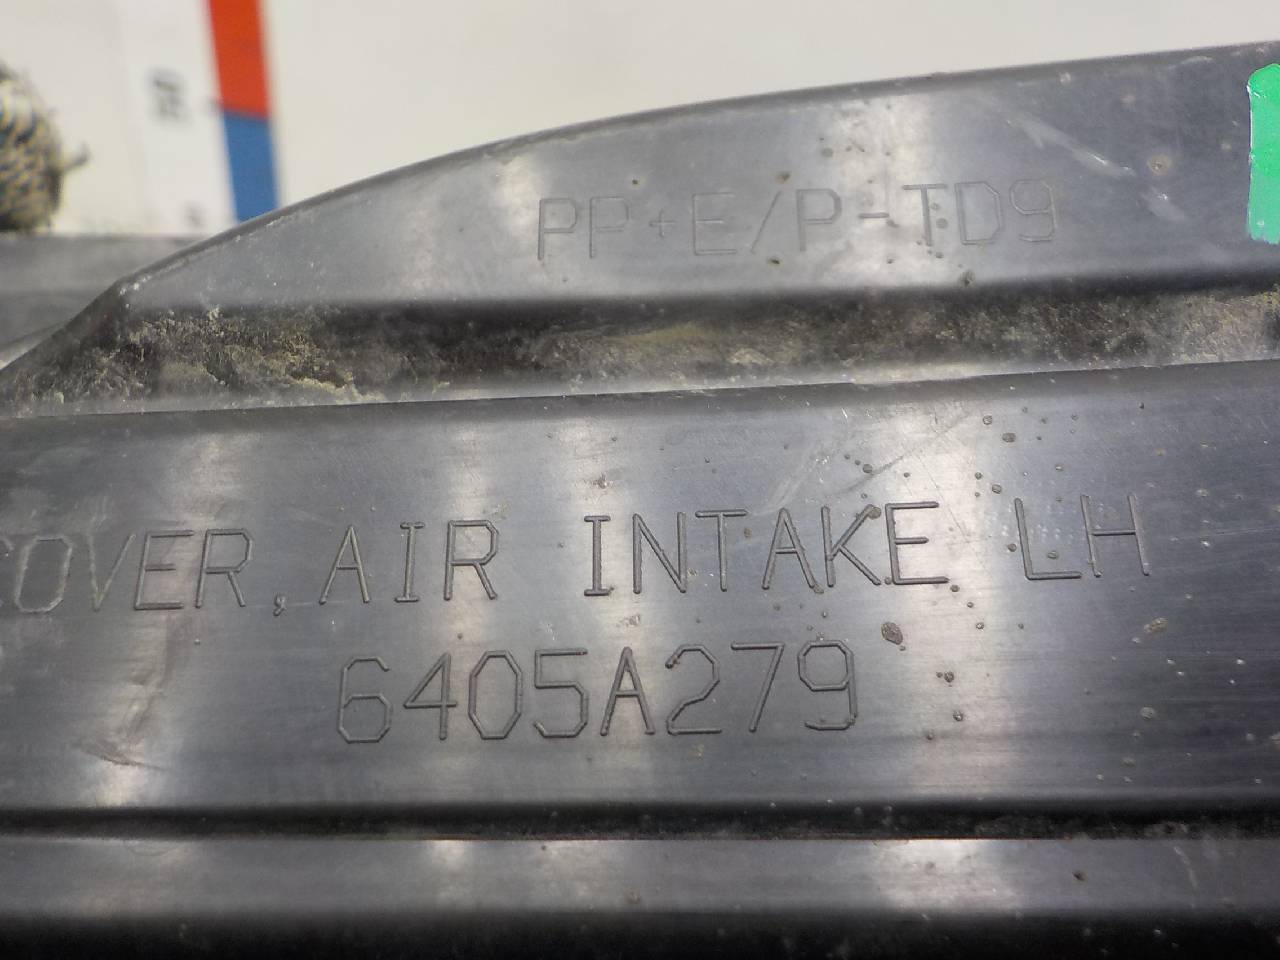 PP+E/P-TD9
COVER, AIR INTAKE LH
6405A279